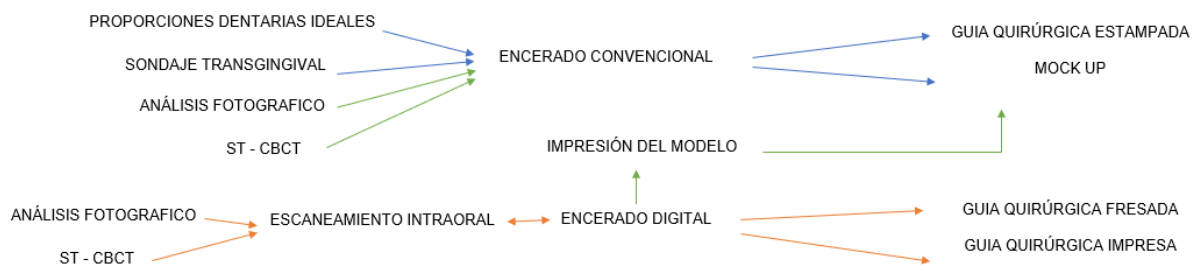 PROPORCIONES DENTARIAS IDEALES
SONDAJE TRANSGINGIVAL
ANÁLISIS FOTOGRAFICO
ST - CBCT
ENCERADO CONVENCIONAL
GUIA QUIRÚRGICA ESTAMPADA
MOCK UP
IMPRESIÓN DEL MODELO
ANÁLISIS FOTOGRAFICO
ST - CBCT
ESCANEAMIENTO INTRAORAL
ENCERADO DIGITAL
GUIA QUIRÚRGICA FRESADA
GUIA QUIRÚRGICA IMPRESA